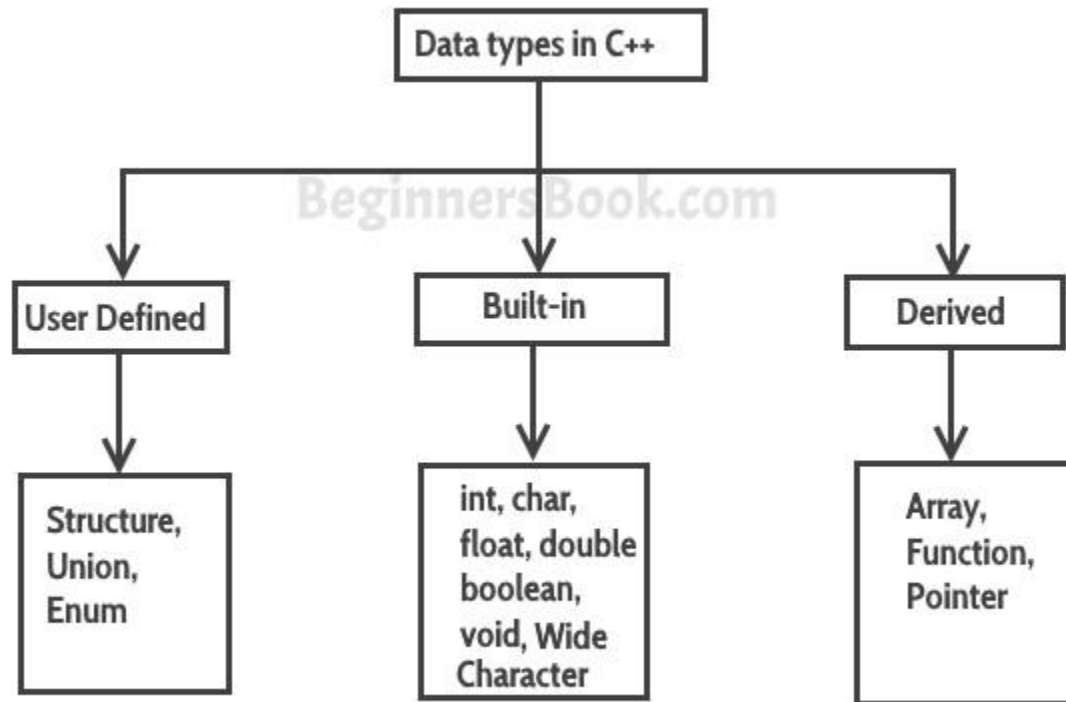 Data types in C++
BeginnersBook.com
User Defined
Built-in
Derived
Structure,
Union,
Enum
int, char,
float, double
boolean,
void, Wide
Character
Array,
Function,
Pointer